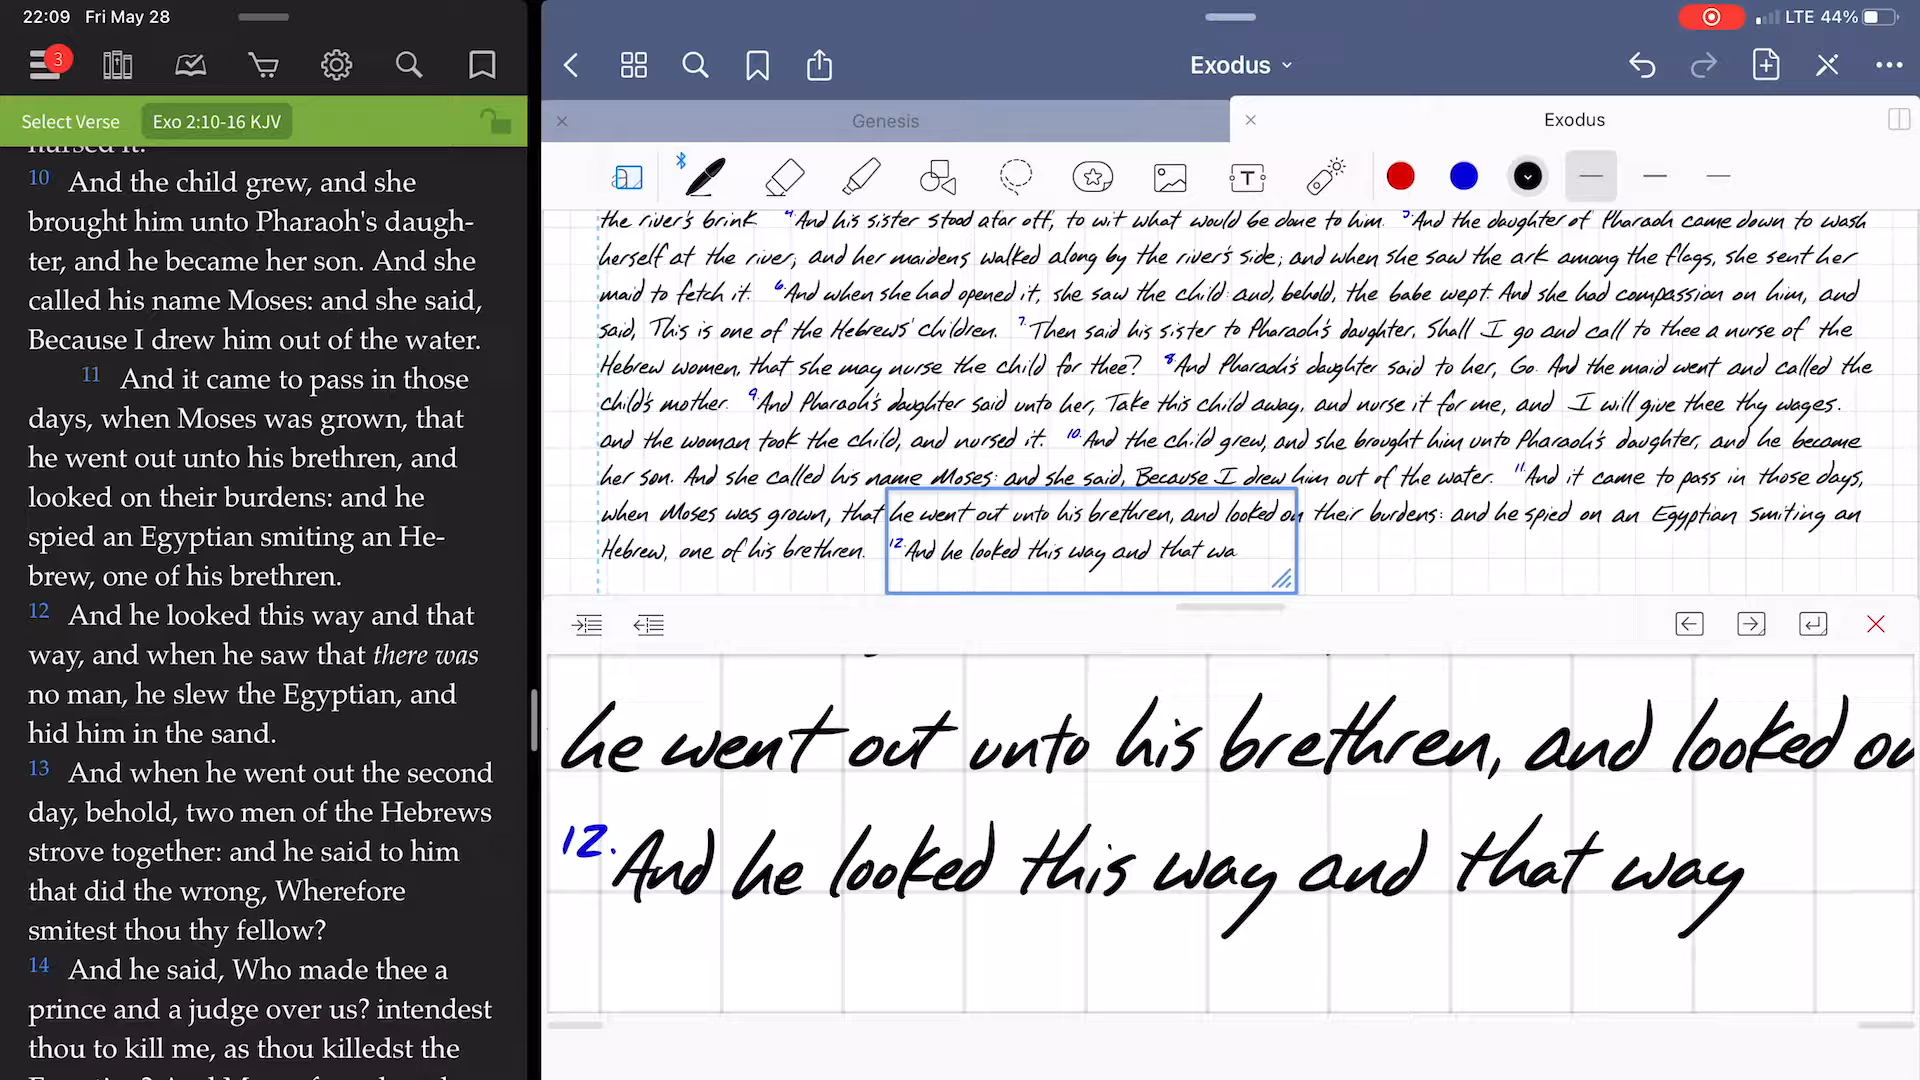 22:09 Fri May 28
3
Select Verse Exo 2:10-16 KJV
nursed it.
10 And the child grew, and she
brought him unto Pharaoh's daugh-
ter, and he became her son. And she
called his name Moses: and she said,
Because I drew him out of the water.
11 And it came to pass in those
days, when Moses was grown, that
he went out unto his brethren, and
looked on their burdens: and he
spied an Egyptian smiting an He-
brew, one of his brethren.
12 And he looked this way and that
way, and when he saw that there was
no man, he slew the Egyptian, and
hid him in the sand.
13 And when he went out the second
day, behold, two men of the Hebrews
strove together: and he said to him
that did the wrong, Wherefore
smitest thou thy fellow?
14 And he said, Who made thee a
prince and a judge over us? intendest
thou to kill me, as thou killedst the
LTE 44%
Exodus
Genesis
Exodus
T
the river's brink 4. And his sister stood afar off, to wit what would be done to him. 5. And the daughter of Pharaoh came down to wash
herself at the river; and her maidens walked along by the river's side; and when she saw the ark among the flags, she sent her
maid to fetch it. 6. And when she had opened it, she saw the child: and, behold, the babe wept. And she had compassion on him, and
said, This is one of the Hebrews' children. 7. Then said his sister to Pharaoh's daughter, Shall I go and call to thee a nurse of the
Hebrew women, that she may nurse the child for thee? 8. And Pharaoh's daughter said to her, Go. And the maid went and called the
child's mother. 9. And Pharaoh's daughter said unto her, Take this child away, and nurse it for me, and I will give thee thy wages.
and the woman took the child, and nursed it. 10. And the child grew, and she brought him unto Pharaoh's daughter, and he became
her son. And she called his name Moses: and she said, Because I drew him out of the water. 11. And it came to pass in those days,
when Moses was grown, that he went out unto his brethren, and looked on their burdens: and he spied on an Egyptian smiting an
Hebrew, one of his brethren. 12. And he looked this way and that wa
he went out unto his brethren, and looked on
12. And he looked this way and that way